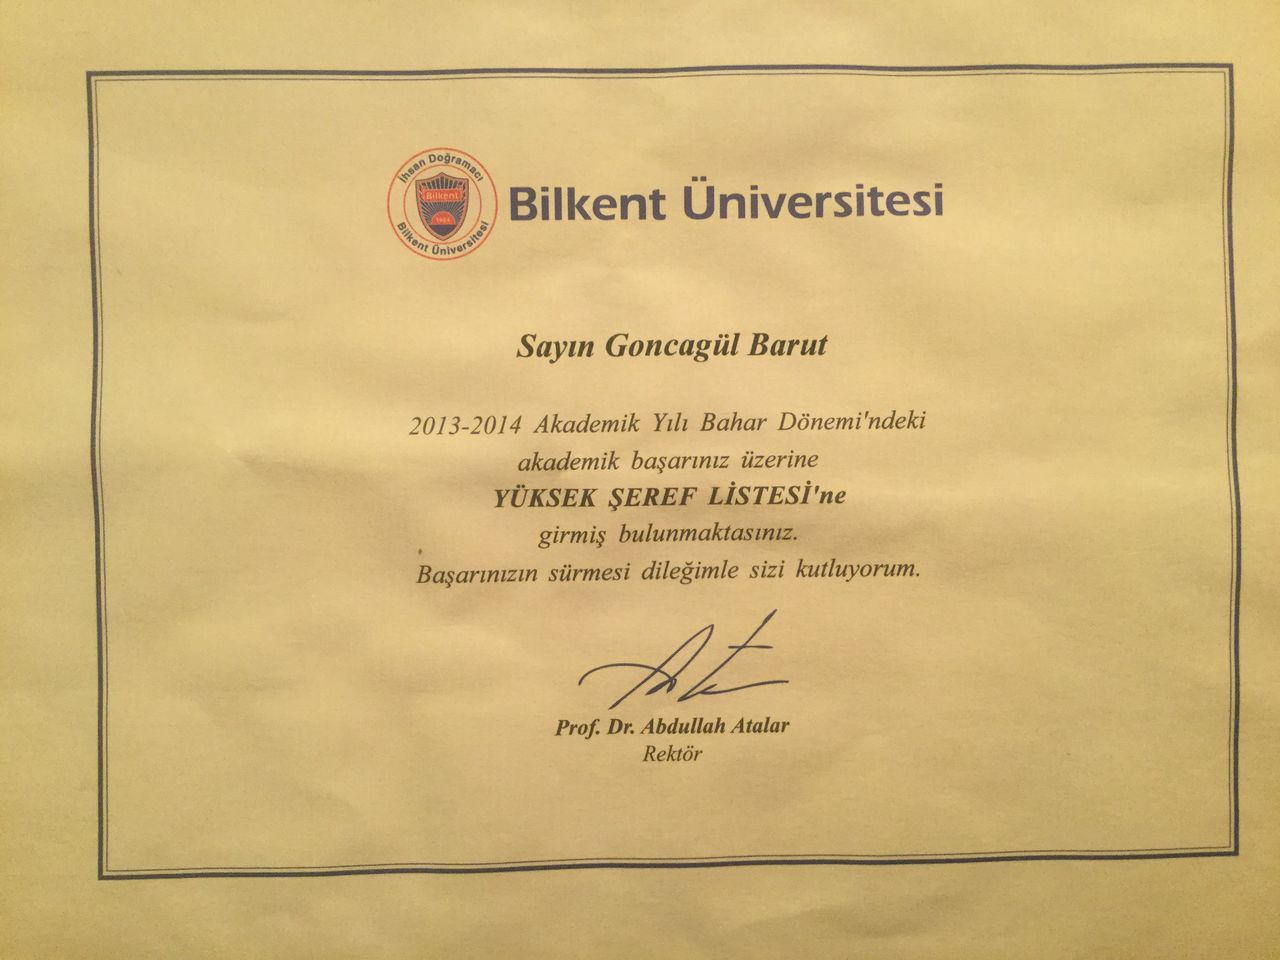 İhsan Doğramacı
Bilkent
1984
Bilkent Üniversitesi
Bilkent Üniversitesi
Sayın Goncagül Barut
2013-2014 Akademik Yılı Bahar Dönemi'ndeki
akademik başarınız üzerine
YÜKSEK ŞEREF LİSTESİ'ne
girmiş bulunmaktasınız.
Başarınızın sürmesi dileğimle sizi kutluyorum.
Prof. Dr. Abdullah Atalar
Rektör